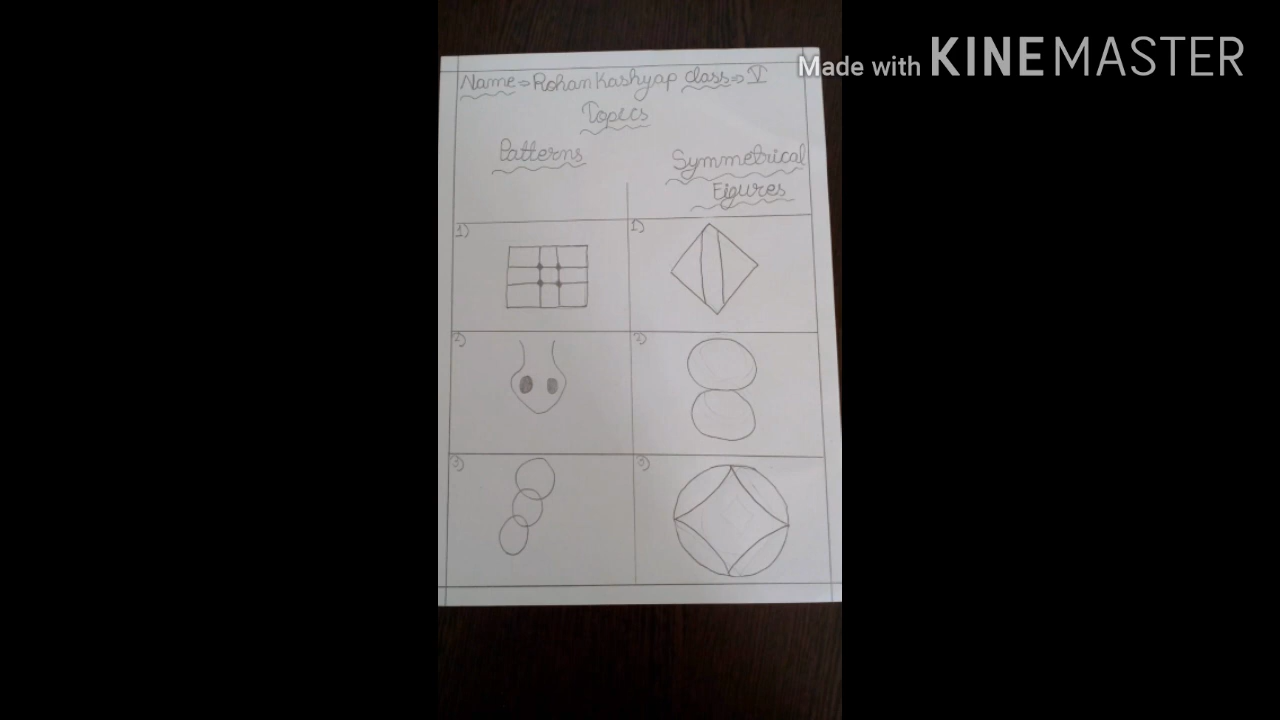 Made with KINEMASTER
Name⇒Rohan Kashyap class⇒V
Topics
Patterns
Symmetrical
Figures
1)
1)
2)
2)
3)
3)